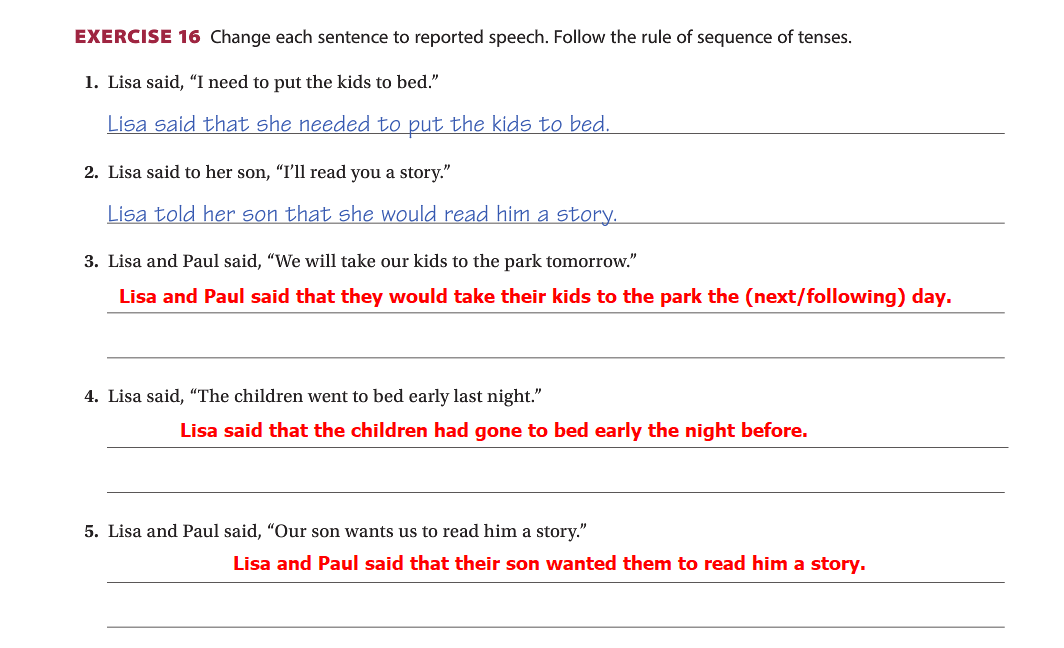 EXERCISE 16 Change each sentence to reported speech. Follow the rule of sequence of tenses.
1. Lisa said, “I need to put the kids to bed.”
Lisa said that she needed to put the kids to bed.
2. Lisa said to her son, “I’ll read you a story.”
Lisa told her son that she would read him a story.
3. Lisa and Paul said, “We will take our kids to the park tomorrow.”
Lisa and Paul said that they would take their kids to the park the (next/following) day.
4. Lisa said, “The children went to bed early last night.”
Lisa said that the children had gone to bed early the night before.
5. Lisa and Paul said, “Our son wants us to read him a story.”
Lisa and Paul said that their son wanted them to read him a story.